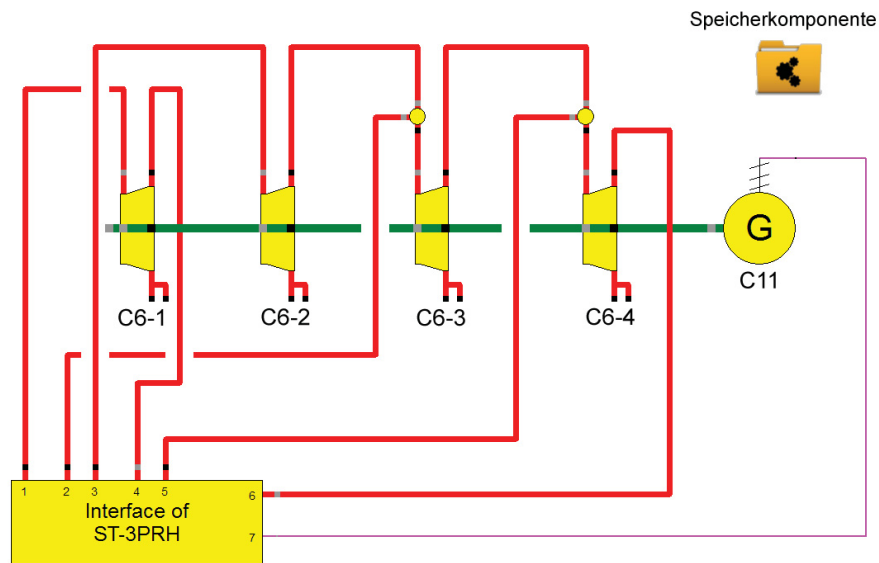 Speicherkomponente
G
C11
C6-1
C6-2
C6-3
C6-4
1
2
3
4
5
6
Interface of
ST-3PRH
7